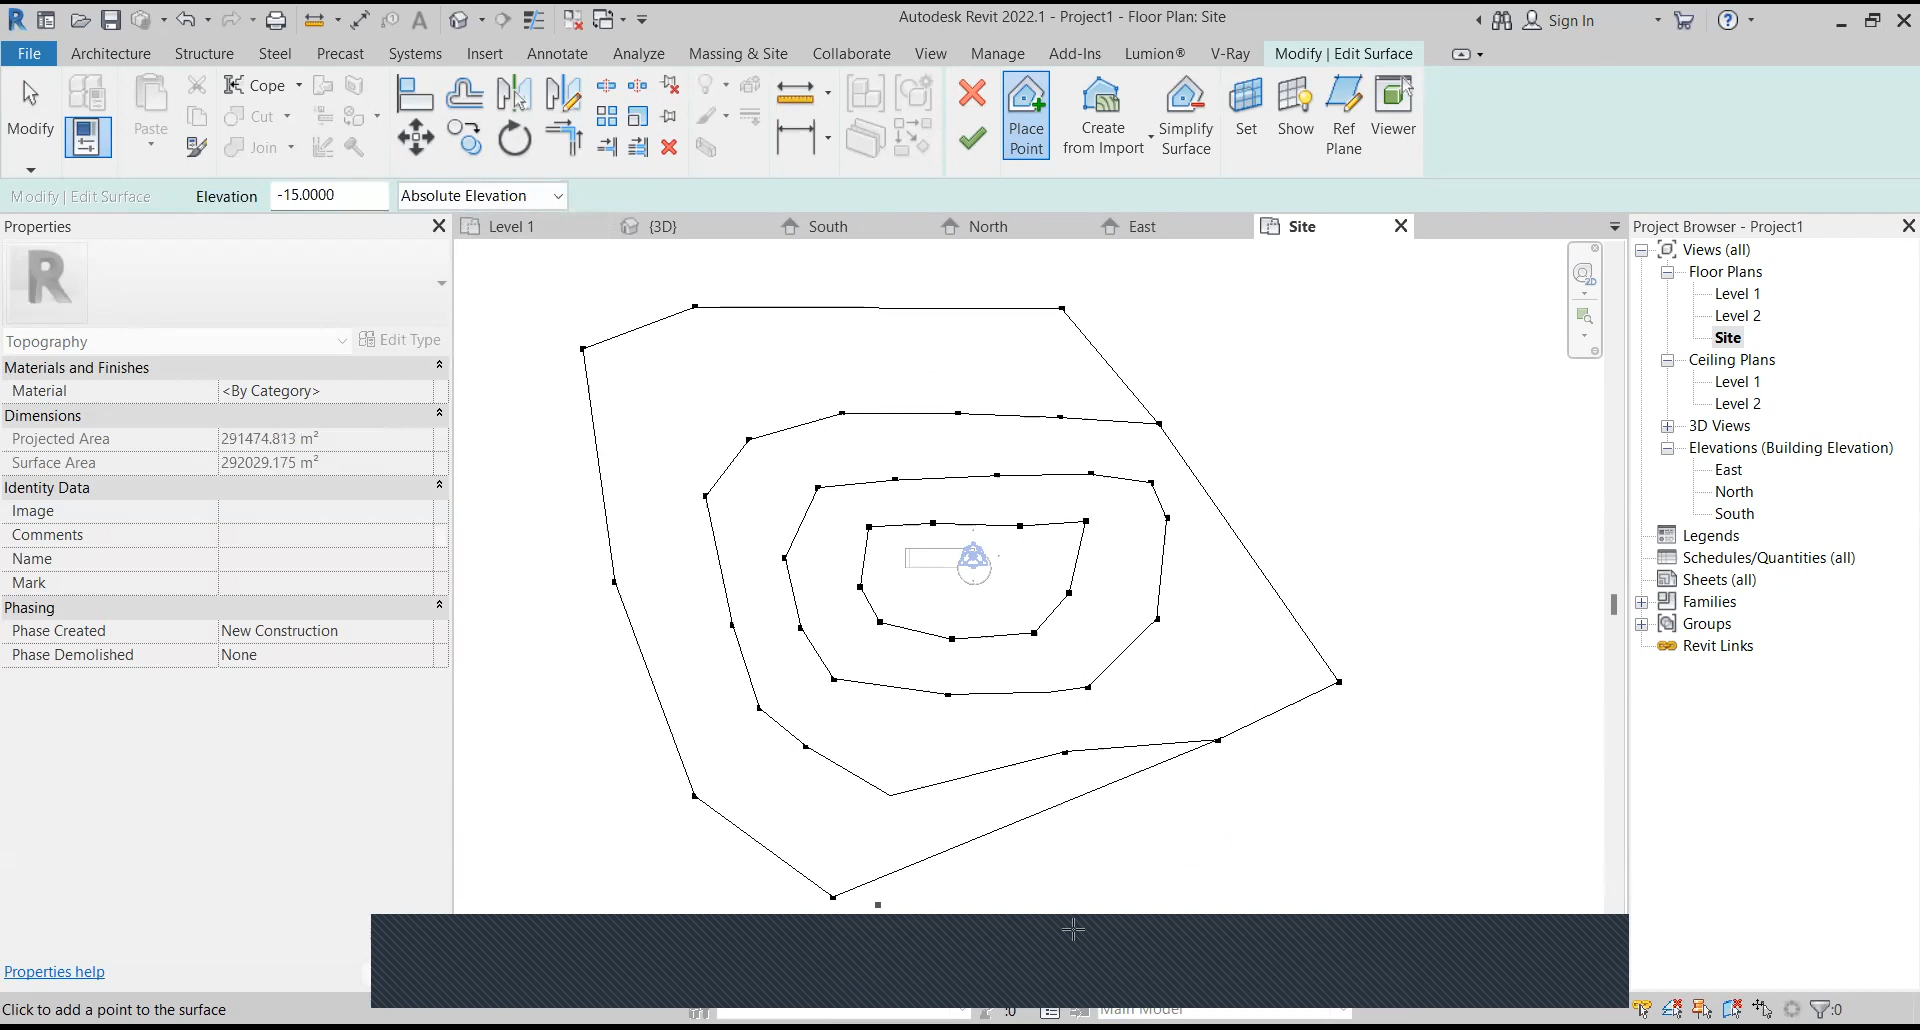 Autodesk Revit 2022.1 - Project1 - Floor Plan: Site
Sign In
File Architecture Structure Steel Precast Systems Insert Annotate Analyze Massing & Site Collaborate View Manage Add-Ins Lumion® V-Ray Modify | Edit Surface
Modify
Paste
Cope
Cut
Join
Place Point
Create from Import
Simplify Surface
Set
Show
Ref Plane
Viewer
Modify | Edit Surface Elevation -15.0000 Absolute Elevation
Properties
Level 1 {3D} South North East Site
Project Browser - Project1
R
Topography Edit Type
Materials and Finishes
Material <By Category>
Dimensions
Projected Area 291474.813 m²
Surface Area 292029.175 m²
Identity Data
Image
Comments
Name
Mark
Phasing
Phase Created New Construction
Phase Demolished None
Properties help
Click to add a point to the surface
2D
Views (all)
Floor Plans
Level 1
Level 2
Site
Ceiling Plans
Level 1
Level 2
3D Views
Elevations (Building Elevation)
East
North
South
Legends
Schedules/Quantities (all)
Sheets (all)
Families
Groups
Revit Links
:0
Main Model
:0